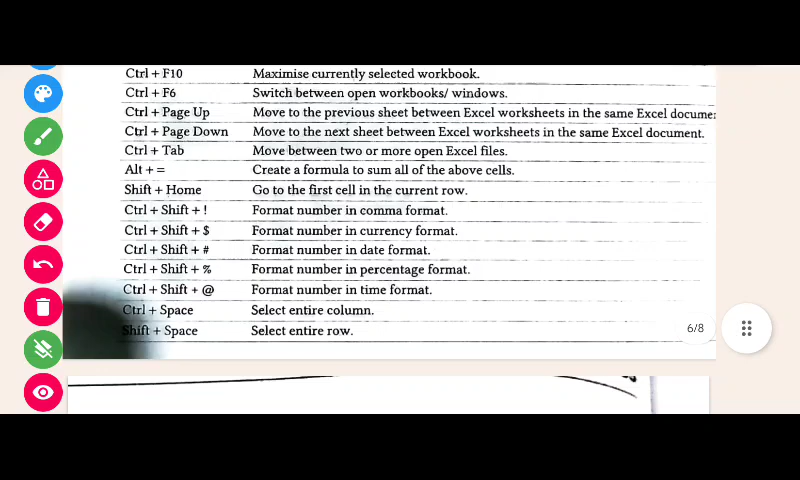 Ctrl + F10 Maximise currently selected workbook.
Ctrl + F6 Switch between open workbooks/ windows.
Ctrl + Page Up Move to the previous sheet between Excel worksheets in the same Excel docume
Ctrl + Page Down Move to the next sheet between Excel worksheets in the same Excel document.
Ctrl + Tab Move between two or more open Excel files.
Alt + = Create a formula to sum all of the above cells.
Shift + Home Go to the first cell in the current row.
Ctrl + Shift + ! Format number in comma format.
Ctrl + Shift + $ Format number in currency format.
Ctrl + Shift + # Format number in date format.
Ctrl + Shift + % Format number in percentage format.
Ctrl + Shift + @ Format number in time format.
Ctrl + Space Select entire column.
Shift + Space Select entire row.
6/8